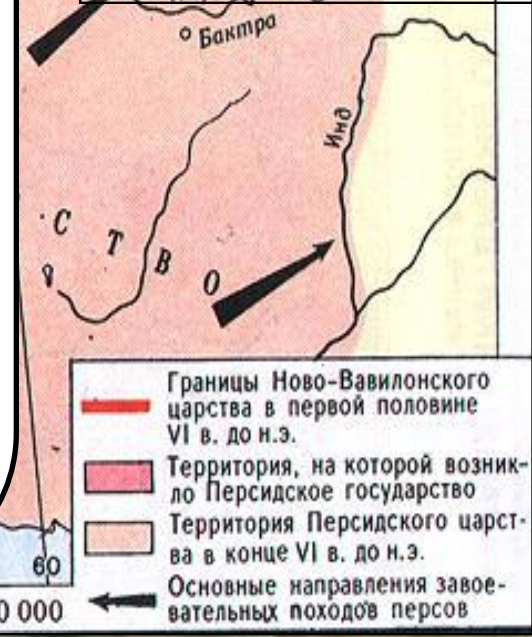 Бактра
Инд
С Т В О
Границы Ново-Вавилонского
царства в первой половине
VI в. до н.э.
Территория, на которой возник-
ло Персидское государство
Территория Персидского царст-
ва в конце VI в. до н.э.
60
Основные направления завое-
вательных походов персов
0 000